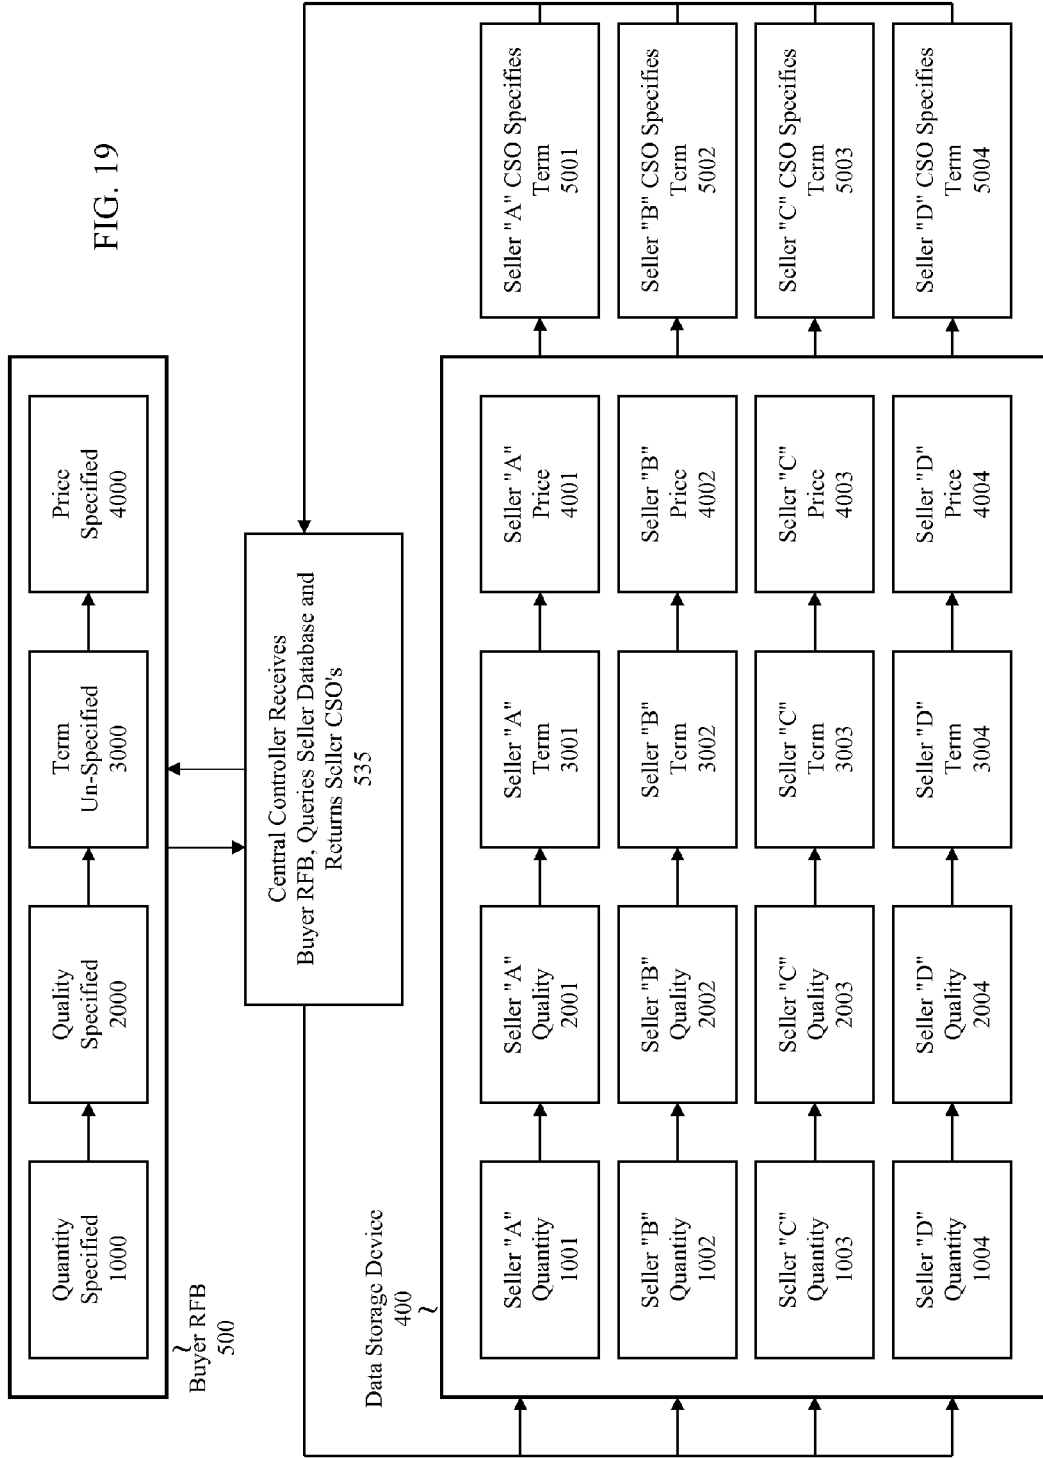 FIG. 19
Quantity
Specified
1000
Quality
Specified
2000
Term
Un-Specified
3000
Price
Specified
4000
Buyer RFB
500
Central Controller Receives
Buyer RFB, Queries Seller Database and
Returns Seller CSO's
535
Data Storage Device
400
Seller "A"
Quantity
1001
Seller "A"
Quality
2001
Seller "A"
Term
3001
Seller "A"
Price
4001
Seller "A" CSO Specifies
Term
5001
Seller "B"
Quantity
1002
Seller "B"
Quality
2002
Seller "B"
Term
3002
Seller "B"
Price
4002
Seller "B" CSO Specifies
Term
5002
Seller "C"
Quantity
1003
Seller "C"
Quality
2003
Seller "C"
Term
3003
Seller "C"
Price
4003
Seller "C" CSO Specifies
Term
5003
Seller "D"
Quantity
1004
Seller "D"
Quality
2004
Seller "D"
Term
3004
Seller "D"
Price
4004
Seller "D" CSO Specifies
Term
5004